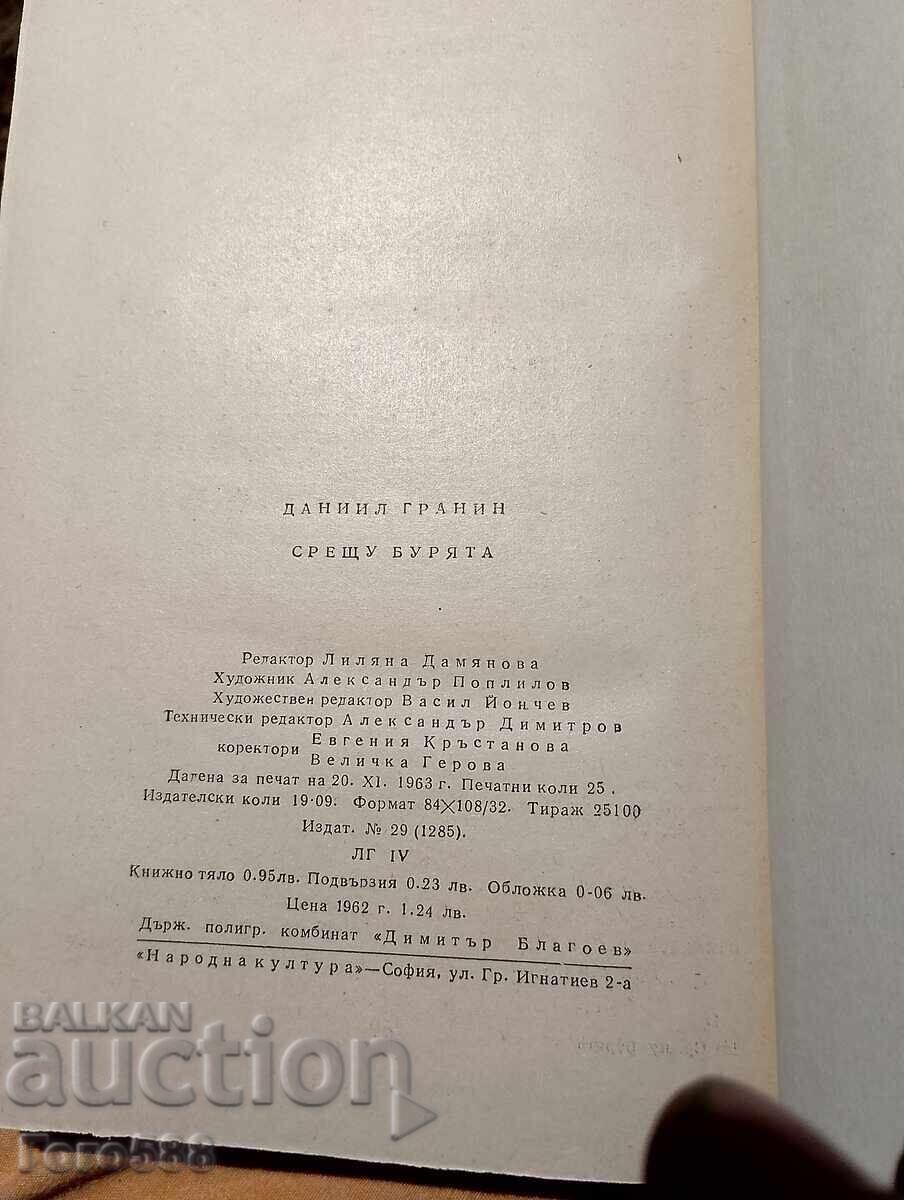 ДАНИИЛ ГРАНИН
СРЕЩУ БУРЯТА
Редактор Лиляна Дамянова
Художник Александър Поплилов
Художествен редактор Васил Йончев
Технически редактор Александър Димитров
коректори Евгения Кръстанова
Величка Герова
Дадена за печат на 20. XI. 1963 г. Печатни коли 25.
Издателски коли 19·09. Формат 84×108/32. Тираж 25100
Издат. № 29 (1285).
ЛГ IV
Книжно тяло 0.95лв. Подвързия 0.23 лв. Обложка 0·06 лв.
Цена 1962 г. 1.24 лв.
Държ. полигр. комбинат «Димитър Благоев»
«Народна култура»—София, ул. Гр. Игнатиев 2-а
BALKAN
auction
Гого588